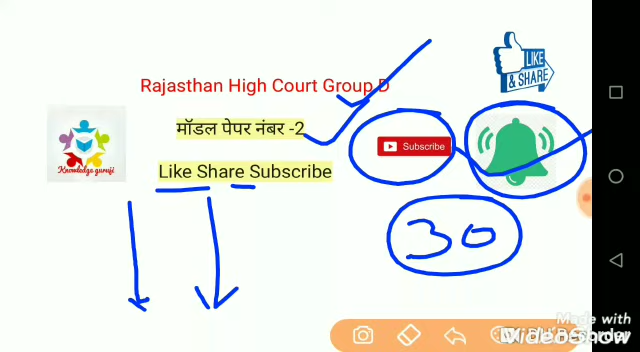 LIKE
& SHARE
Rajasthan High Court Group D
मॉडल पेपर नंबर -2
Subscribe
Knowledge guruji
Like Share Subscribe
30
Made with
VideoShow